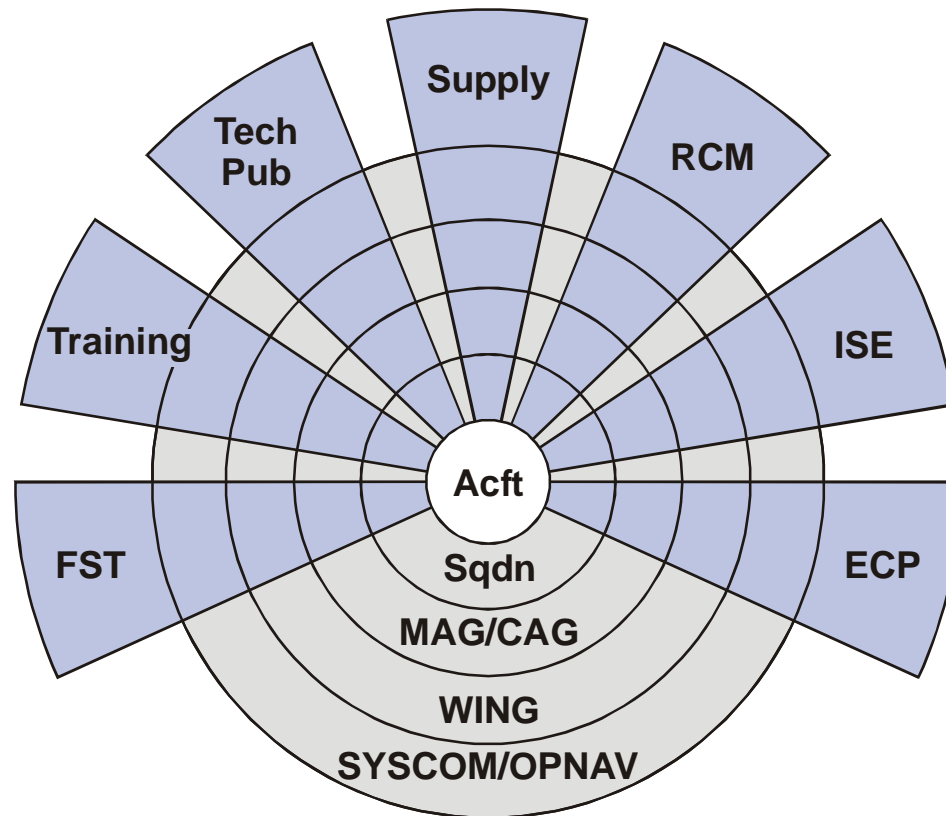 Supply
Tech
Pub
RCM
Training
ISE
Acft
FST
Sqdn
ECP
MAG/CAG
WING
SYSCOM/OPNAV